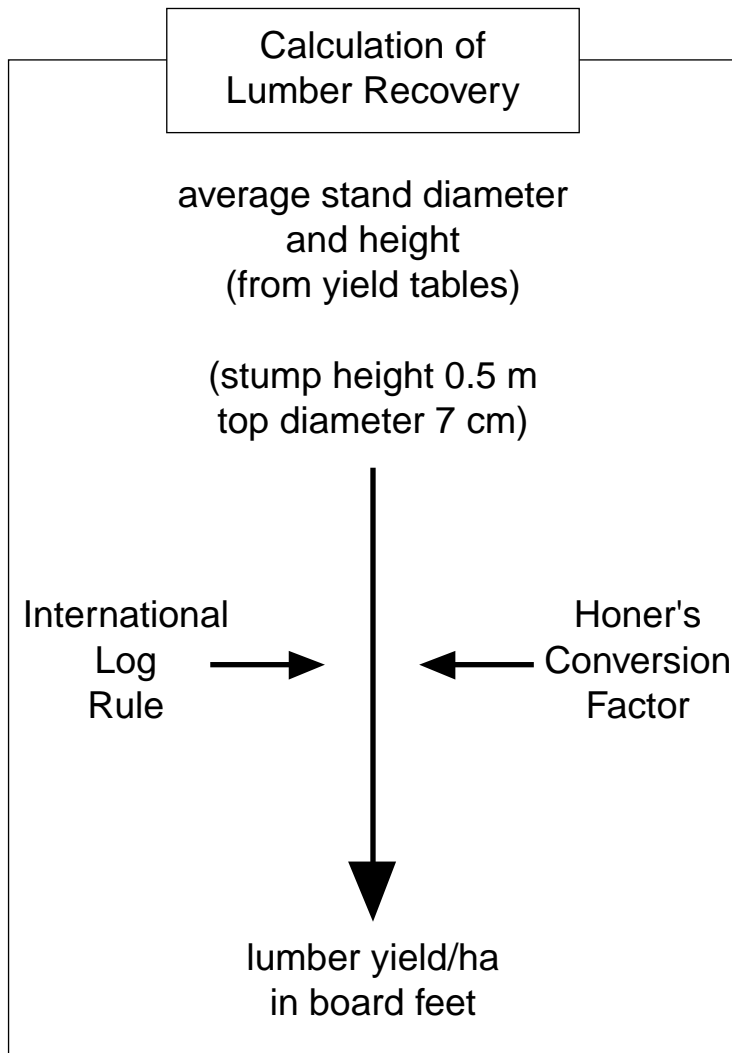 Calculation of
Lumber Recovery
average stand diameter
and height
(from yield tables)
(stump height 0.5 m
top diameter 7 cm)
International
Log
Rule
Honer's
Conversion
Factor
lumber yield/ha
in board feet